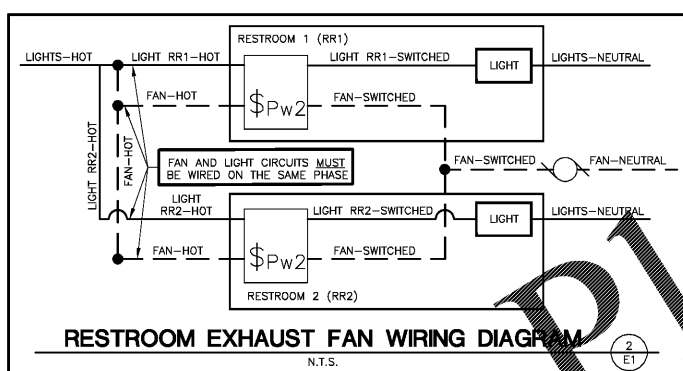 LIGHTS-HOT
LIGHT RR1-HOT
RESTROOM 1 (RR1)
LIGHT RR1-SWITCHED
LIGHT
LIGHTS-NEUTRAL
FAN-HOT
$Pw2
FAN-SWITCHED
LIGHT RR2-HOT
FAN-HOT
FAN AND LIGHT CIRCUITS MUST
BE WIRED ON THE SAME PHASE
FAN-SWITCHED
FAN-NEUTRAL
LIGHT
RR2-HOT
LIGHT RR2-SWITCHED
LIGHT
LIGHTS-NEUTRAL
FAN-HOT
$Pw2
FAN-SWITCHED
RESTROOM 2 (RR2)
RESTROOM EXHAUST FAN WIRING DIAGRAM
N.T.S.
2
E1